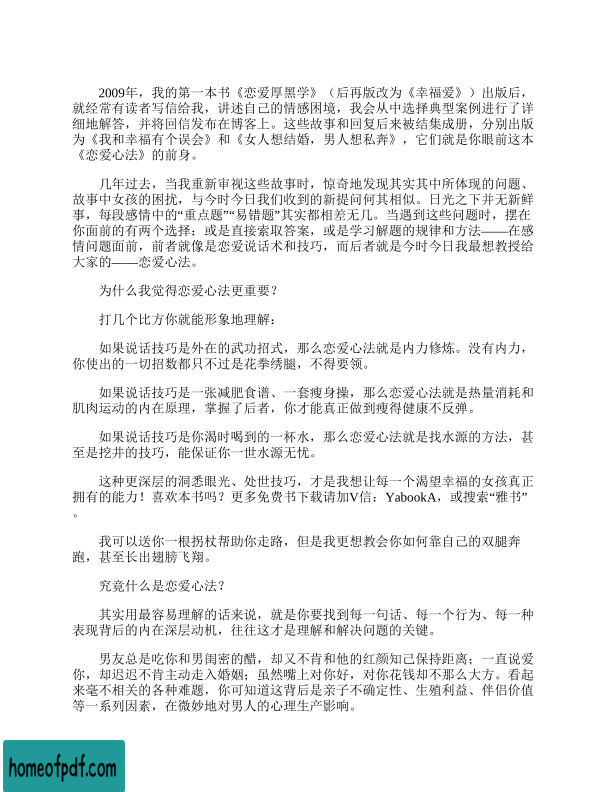 2009年，我的第一本书《恋爱厚黑学》（后再版改为《幸福爱》）出版后，
就经常有读者写信给我，讲述自己的情感困境，我会从中选择典型案例进行了详
细地解答，并将回信发布在博客上。这些故事和回复后来被结集成册，分别出版
为《我和幸福有个误会》和《女人想结婚，男人想私奔》，它们就是你眼前这本
《恋爱心法》的前身。
几年过去，当我重新审视这些故事时，惊奇地发现其实其中所体现的问题、
故事中女孩的困扰，与今时今日我们收到的新提问何其相似。日光之下并无新鲜
事，每段感情中的“重点题”“易错题”其实都相差无几。当遇到这些问题时，摆在
你面前的有两个选择：或是直接索取答案，或是学习解题的规律和方法——在感
情问题面前，前者就像是恋爱说话术和技巧，而后者就是今时今日我最想教授给
大家的——恋爱心法。
为什么我觉得恋爱心法更重要？
打几个比方你就能形象地理解：
如果说话技巧是外在的武功招式，那么恋爱心法就是内力修炼。没有内力，
你使出的一切招数都只不过是花拳绣腿，不得要领。
如果说话技巧是一张减肥食谱、一套瘦身操，那么恋爱心法就是热量消耗和
肌肉运动的内在原理，掌握了后者，你才能真正做到瘦得健康不反弹。
如果说话技巧是你渴时喝到的一杯水，那么恋爱心法就是找水源的方法，甚
至是挖井的技巧，能保证你一世水源无忧。
这种更深层的洞悉眼光、处世技巧，才是我想让每一个渴望幸福的女孩真正
拥有的能力！喜欢本书吗？更多免费书下载请加V信：YabookA，或搜索“雅书”
。
我可以送你一根拐杖帮助你走路，但是我更想教会你如何靠自己的双腿奔
跑，甚至长出翅膀飞翔。
究竟什么是恋爱心法？
其实用最容易理解的话来说，就是你要找到每一句话、每一个行为、每一种
表现背后的内在深层动机，往往这才是理解和解决问题的关键。
男友总是吃你和男闺密的醋，却又不肯和他的红颜知己保持距离；一直说爱
你，却迟迟不肯主动走入婚姻；虽然嘴上对你好，对你花钱却不那么大方。看起
来毫不相关的各种难题，你可知道这背后是亲子不确定性、生殖利益、伴侣价值
等一系列因素，在微妙地对男人的心理生产影响。
homeofpdf.com